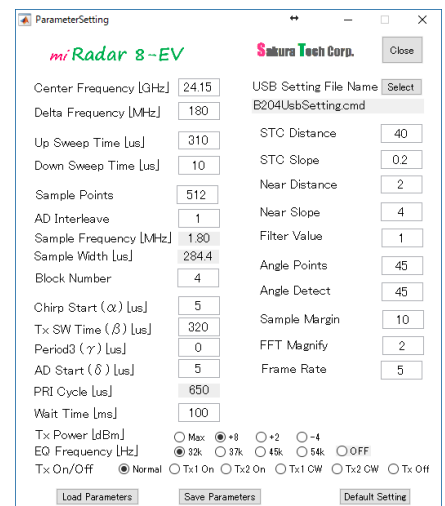 ParameterSetting
miRadar 8-EV
Sakura Tech Corp.
Close
Center Frequency [GHz] 24.15
Delta Frequency [MHz] 180
Up Sweep Time [us] 310
Down Sweep Time [us] 10
Sample Points 512
AD Interleave 1
Sample Frequency [MHz] 1.80
Sample Width [us] 284.4
Block Number 4
Chirp Start (α) [us] 5
Tx SW Time (β) [us] 320
Period3 (γ) [us] 0
AD Start (δ) [us] 5
PRI Cycle [us] 650
Wait Time [ms] 100
USB Setting File Name Select
B204UsbSetting.cmd
STC Distance 40
STC Slope 0.2
Near Distance 2
Near Slope 4
Filter Value 1
Angle Points 45
Angle Detect 45
Sample Margin 10
FFT Magnify 2
Frame Rate 5
Tx Power [dBm] Max +8 +2 -4
EQ Frequency [Hz] 32k 37k 45k 54k OFF
Tx On/Off Normal Tx1 On Tx2 On Tx1 CW Tx2 CW Tx Off
Load Parameters Save Parameters Default Setting